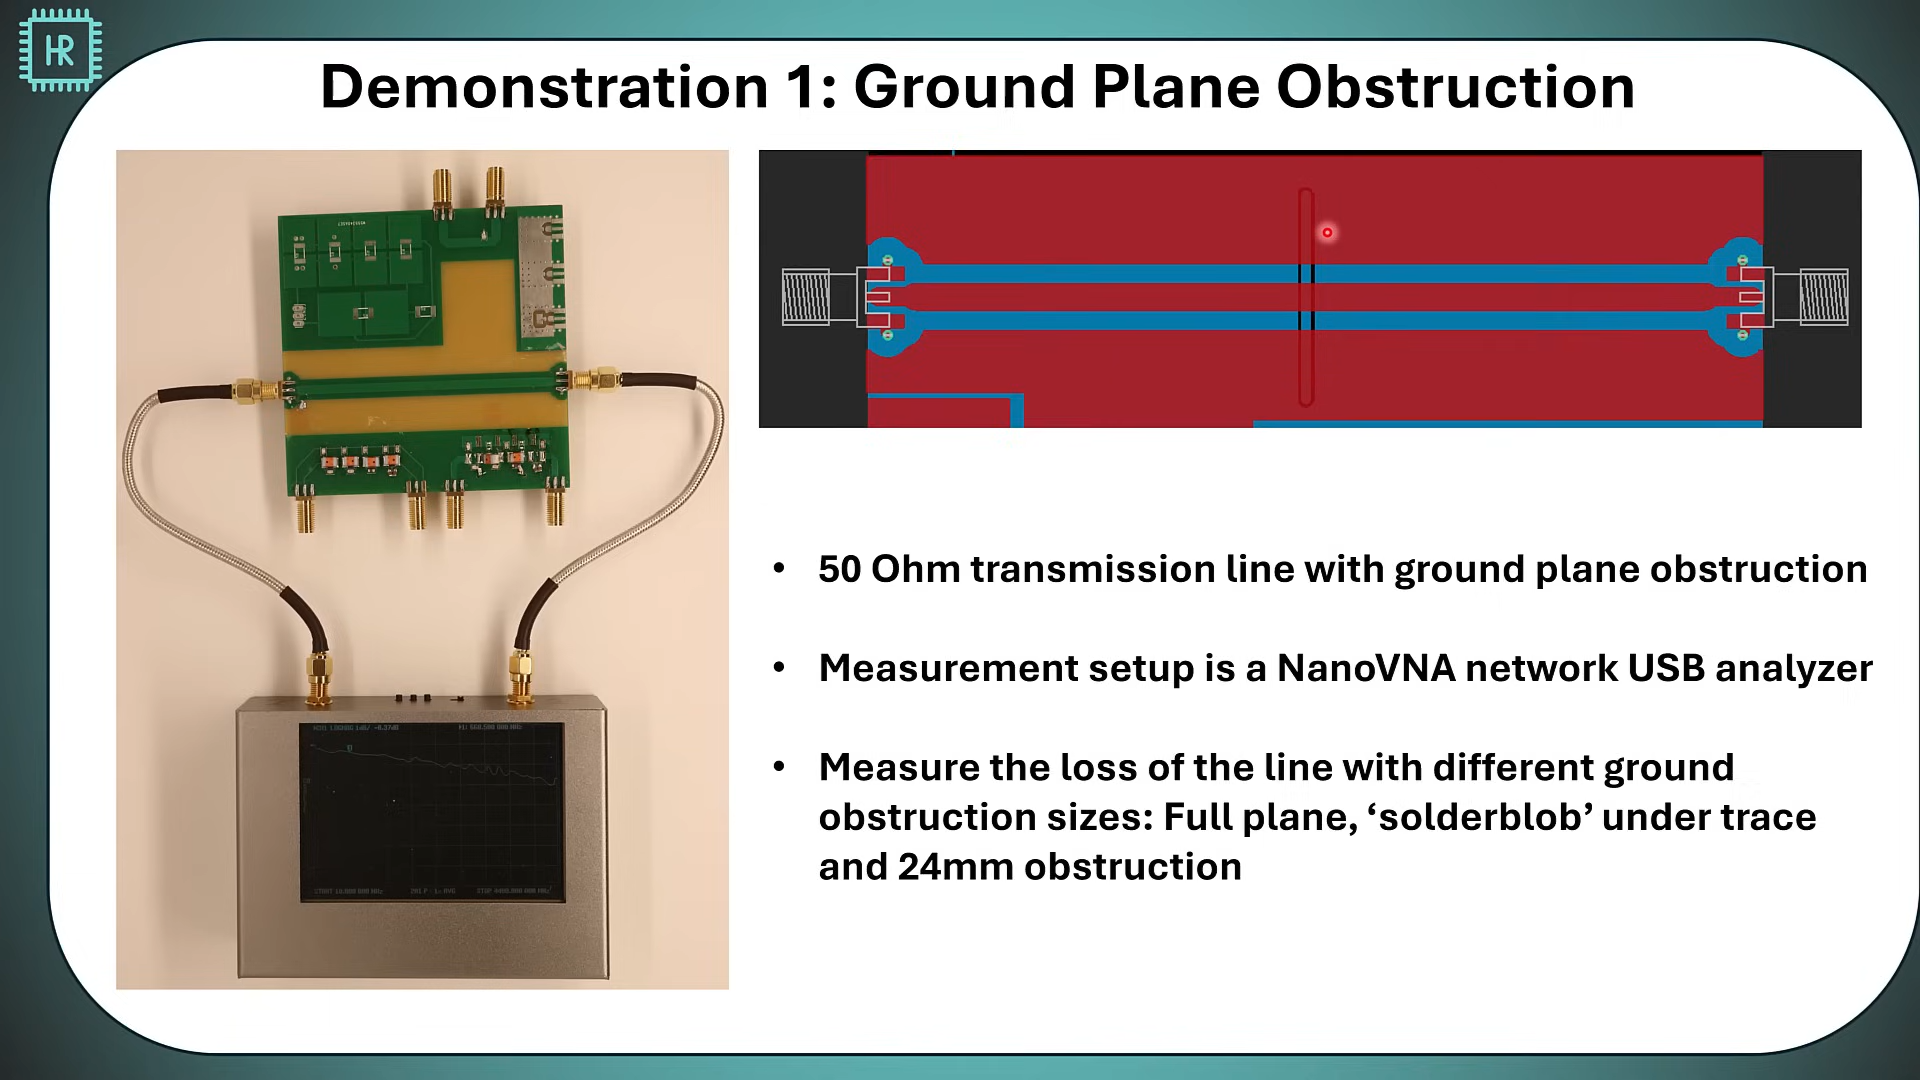 HR
Demonstration 1: Ground Plane Obstruction
• 50 Ohm transmission line with ground plane obstruction
• Measurement setup is a NanoVNA network USB analyzer
• Measure the loss of the line with different ground
obstruction sizes: Full plane, ‘solderblob’ under trace
and 24mm obstruction